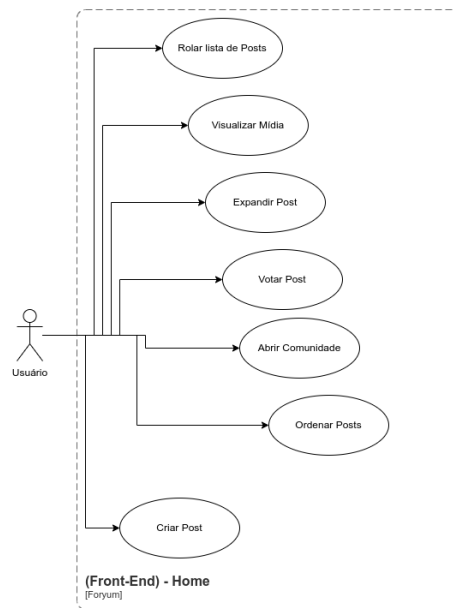 Rolar lista de Posts
Visualizar Mídia
Expandir Post
Votar Post
Usuário
Abrir Comunidade
Ordenar Posts
Criar Post
(Front-End) - Home
[Foryum]